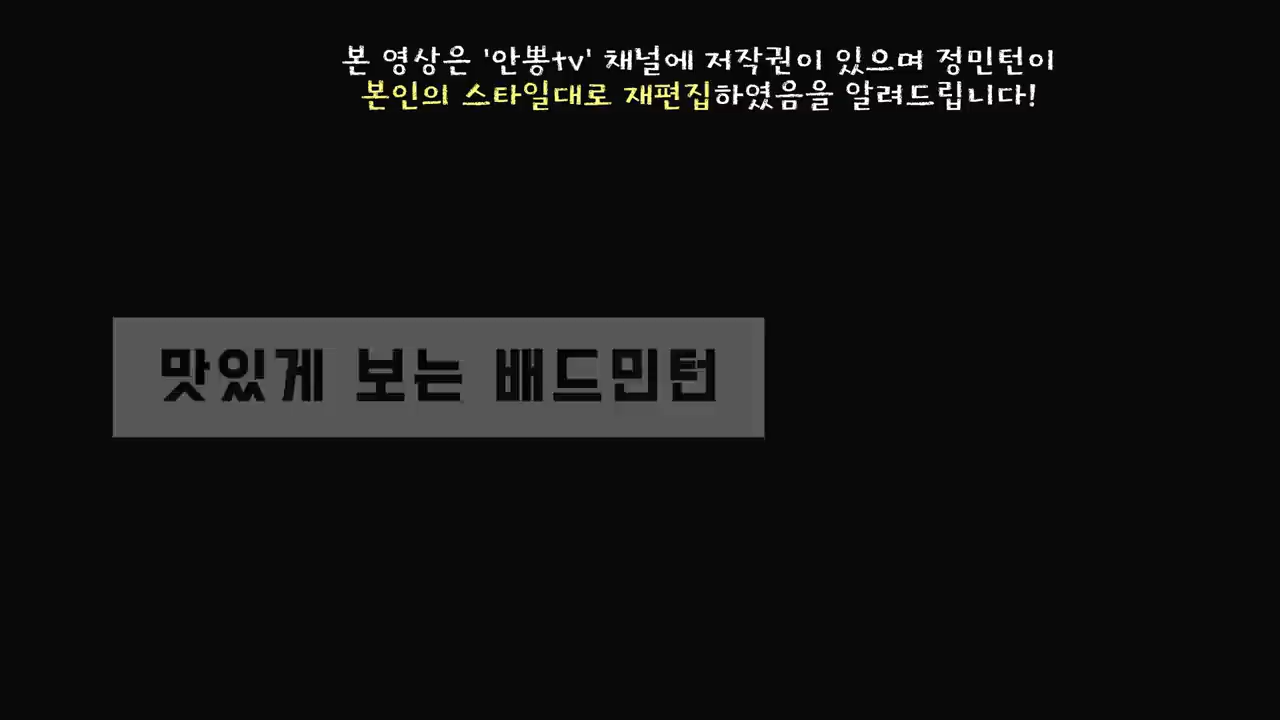 본 영상은 '안뽕tv' 채널에 저작권이 있으며 정민턴이
본인의 스타일대로 재편집하였음을 알려드립니다!
맛있게 보는 배드민턴